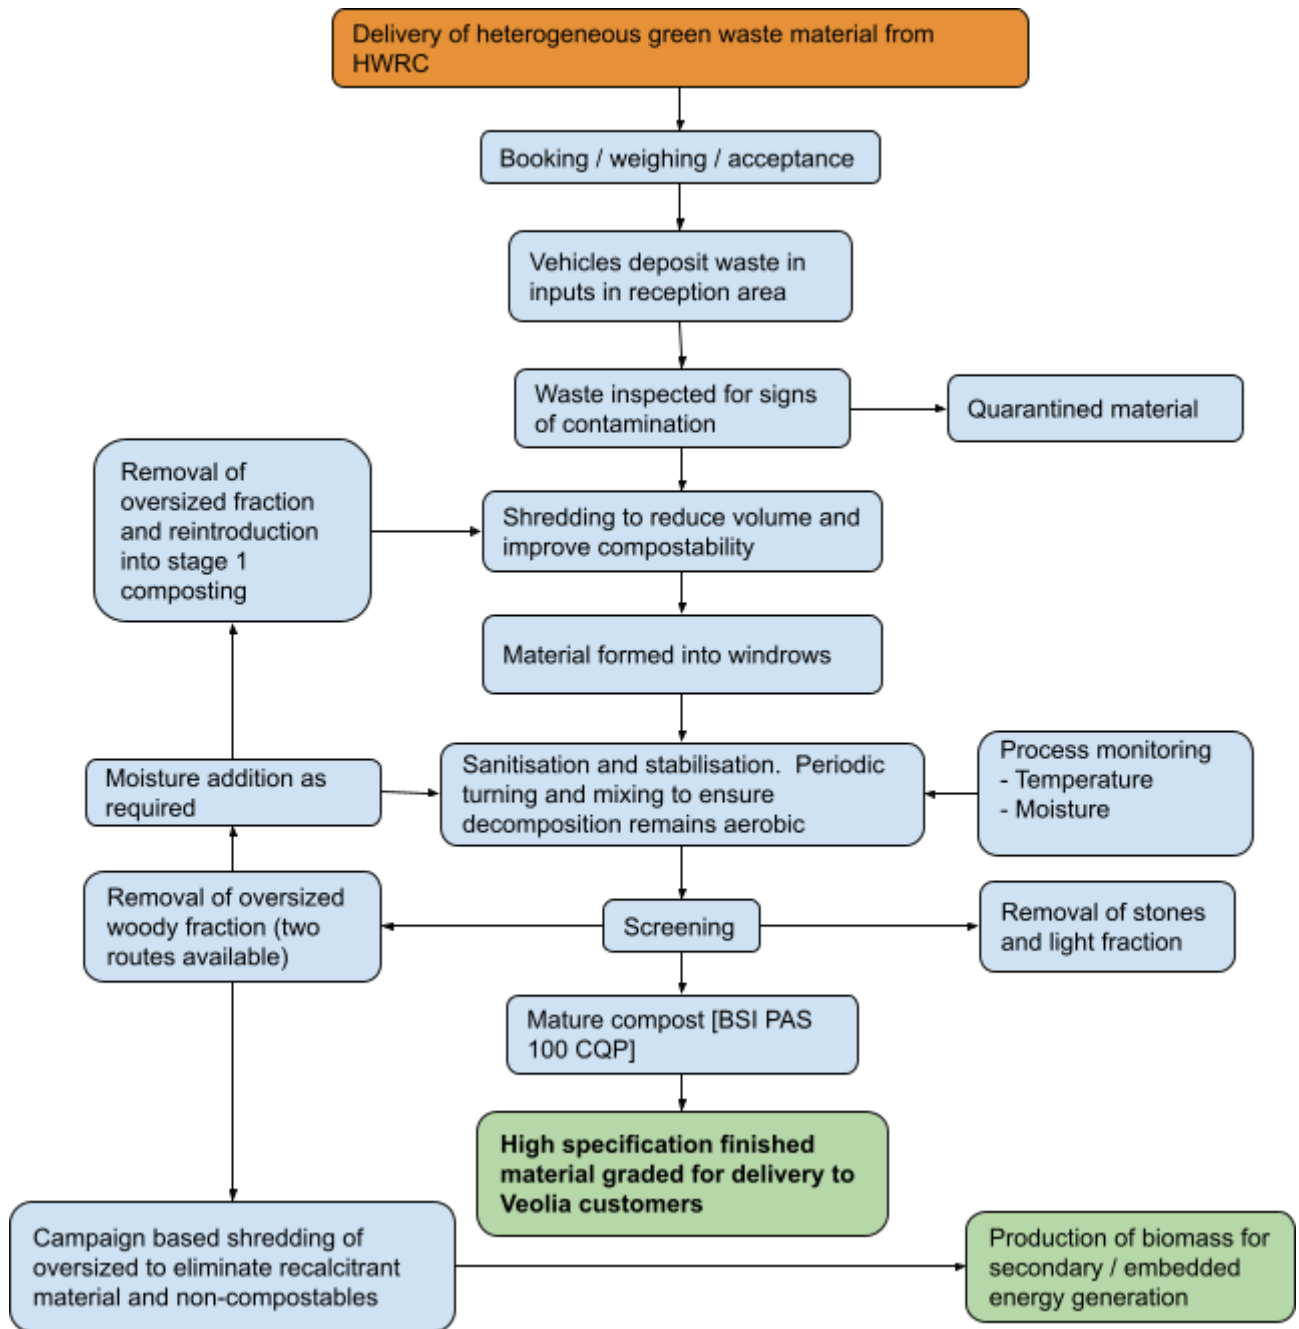 Delivery of heterogeneous green waste material from
HWRC
Booking / weighing / acceptance
Vehicles deposit waste in
inputs in reception area
Waste inspected for signs
of contamination
Quarantined material
Removal of
oversized fraction
and reintroduction
into stage 1
composting
Shredding to reduce volume and
improve compostability
Material formed into windrows
Moisture addition as
required
Sanitisation and stabilisation.  Periodic
turning and mixing to ensure
decomposition remains aerobic
Process monitoring
- Temperature
- Moisture
Removal of oversized
woody fraction (two
routes available)
Screening
Removal of stones
and light fraction
Mature compost [BSI PAS
100 CQP]
High specification finished
material graded for delivery to
Veolia customers
Campaign based shredding of
oversized to eliminate recalcitrant
material and non-compostables
Production of biomass for
secondary / embedded
energy generation